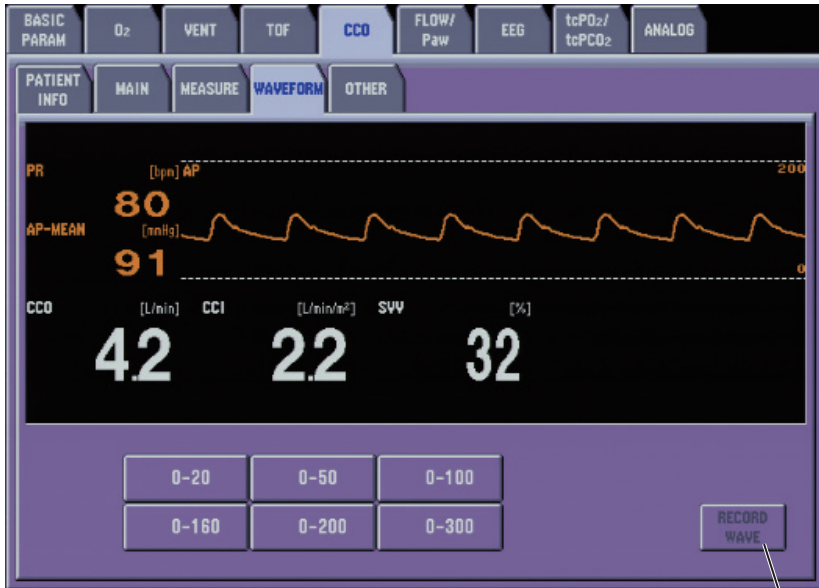 BASIC PARAM O2 VENT TOF CCO FLOW/ Paw EEG tcPO2/ tcPCO2 ANALOG
PATIENT INFO MAIN MEASURE WAVEFORM OTHER
PR [bpm] AP 200
80
AP-MEAN [mmHg]
91 0
CCO [L/min] CCI [L/min/m²] SVV [%]
4.2 2.2 32
0-20 0-50 0-100
0-160 0-200 0-300
RECORD WAVE